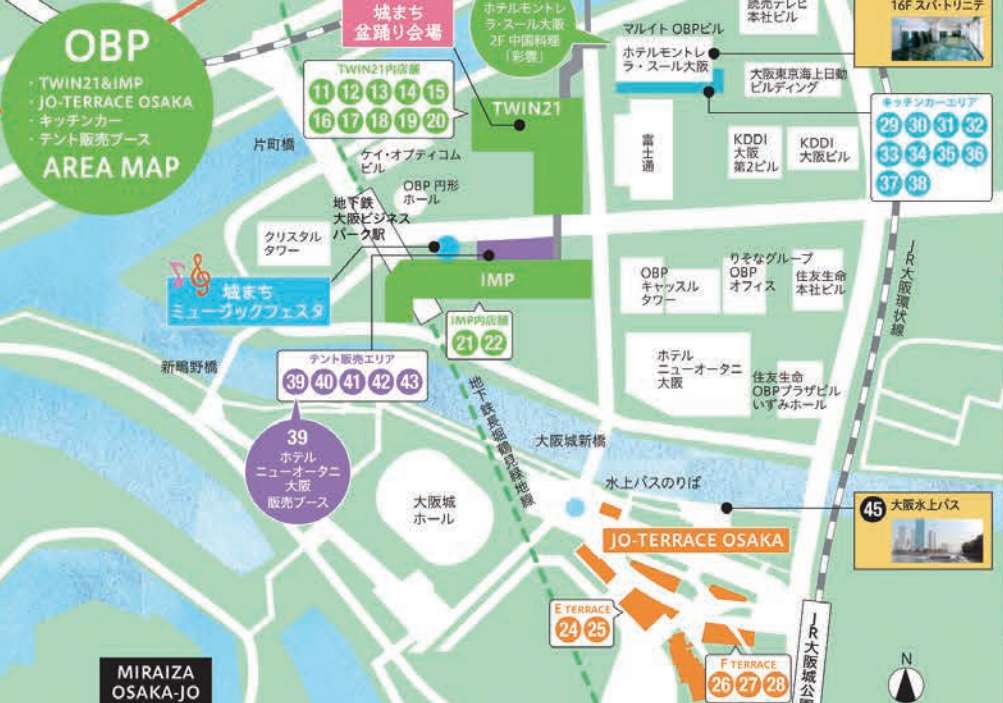 OBP
・TWIN21&IMP
・JO-TERRACE OSAKA
・キッチンカー
・テント販売ブース
AREA MAP
城まち
盆踊り会場
ホテルモントレ
ラ・スール大阪
2F 中国料理
「彩雲」
読売テレビ
本社ビル
16F スパ・トリニテ
マルイト OBPビル
ホテルモントレ
ラ・スール大阪
大阪東京海上日動
ビルディング
TWIN21内店舗
11 12 13 14 15
16 17 18 19 20
TWIN21
キッチンカーエリア
29 30 31 32
33 34 35 36
37 38
片町橋
ケイ・オプティコム
ビル
富士通
KDDI
大阪
第2ビル
KDDI
大阪ビル
OBP 円形
ホール
地下鉄
大阪ビジネス
パーク駅
クリスタル
タワー
城まち
ミュージックフェスタ
IMP
OBP
キャッスル
タワー
りそなグループ
OBP
オフィス
住友生命
本社ビル
JR大阪環状線
IMP内店舗
21 22
新鴫野橋
テント販売エリア
39 40 41 42 43
39
ホテル
ニューオータニ
大阪
販売ブース
ホテル
ニューオータニ
大阪
住友生命
OBPプラザビル
いずみホール
地下鉄長堀鶴見緑地線
大阪城新橋
水上バスのりば
大阪城
ホール
45 大阪水上バス
JO-TERRACE OSAKA
E TERRACE
24 25
F TERRACE
26 27 28
JR大阪城公園
MIRAIZA
OSAKA-JO
N